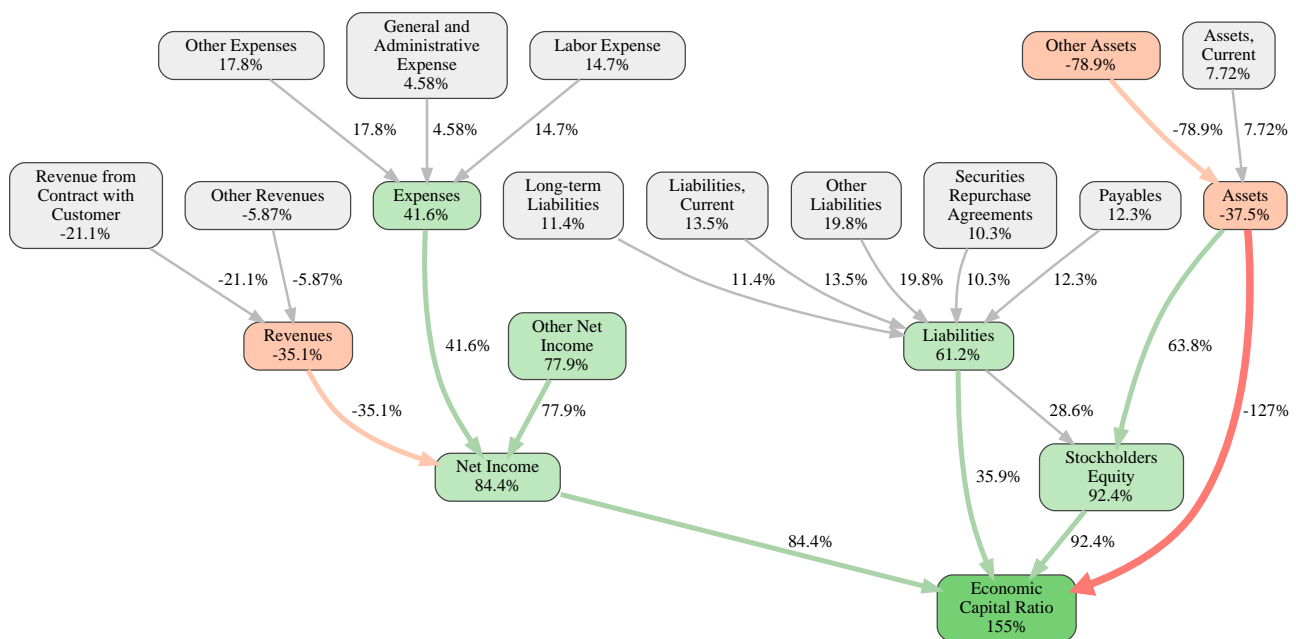 Other Expenses
17.8%
General and
Administrative
Expense
4.58%
Labor Expense
14.7%
Other Assets
-78.9%
Assets,
Current
7.72%
17.8%
4.58%
14.7%
-78.9%
7.72%
Revenue from
Contract with
Customer
-21.1%
Other Revenues
-5.87%
Expenses
41.6%
Long-term
Liabilities
11.4%
Liabilities,
Current
13.5%
Other
Liabilities
19.8%
Securities
Repurchase
Agreements
10.3%
Payables
12.3%
Assets
-37.5%
-21.1%
-5.87%
11.4%
13.5%
19.8%
10.3%
12.3%
Revenues
-35.1%
41.6%
Other Net
Income
77.9%
Liabilities
61.2%
63.8%
-35.1%
77.9%
28.6%
-127%
Net Income
84.4%
35.9%
Stockholders
Equity
92.4%
84.4%
92.4%
Economic
Capital Ratio
155%